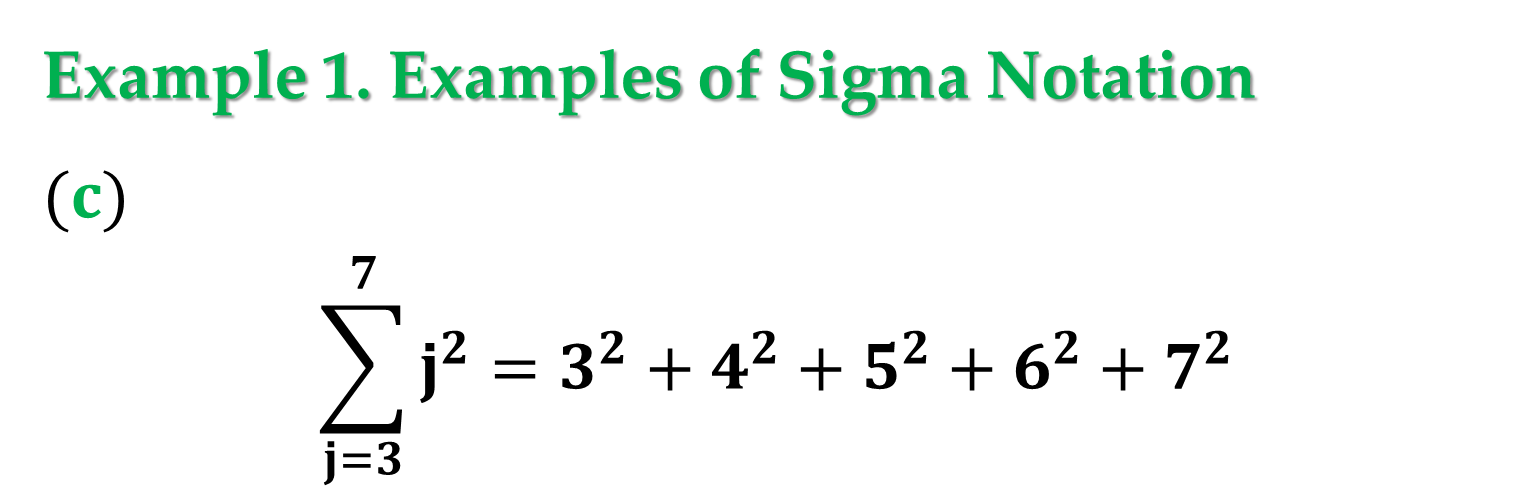 Example 1. Examples of Sigma Notation
(c)
7
∑ j² = 3² + 4² + 5² + 6² + 7²
j=3